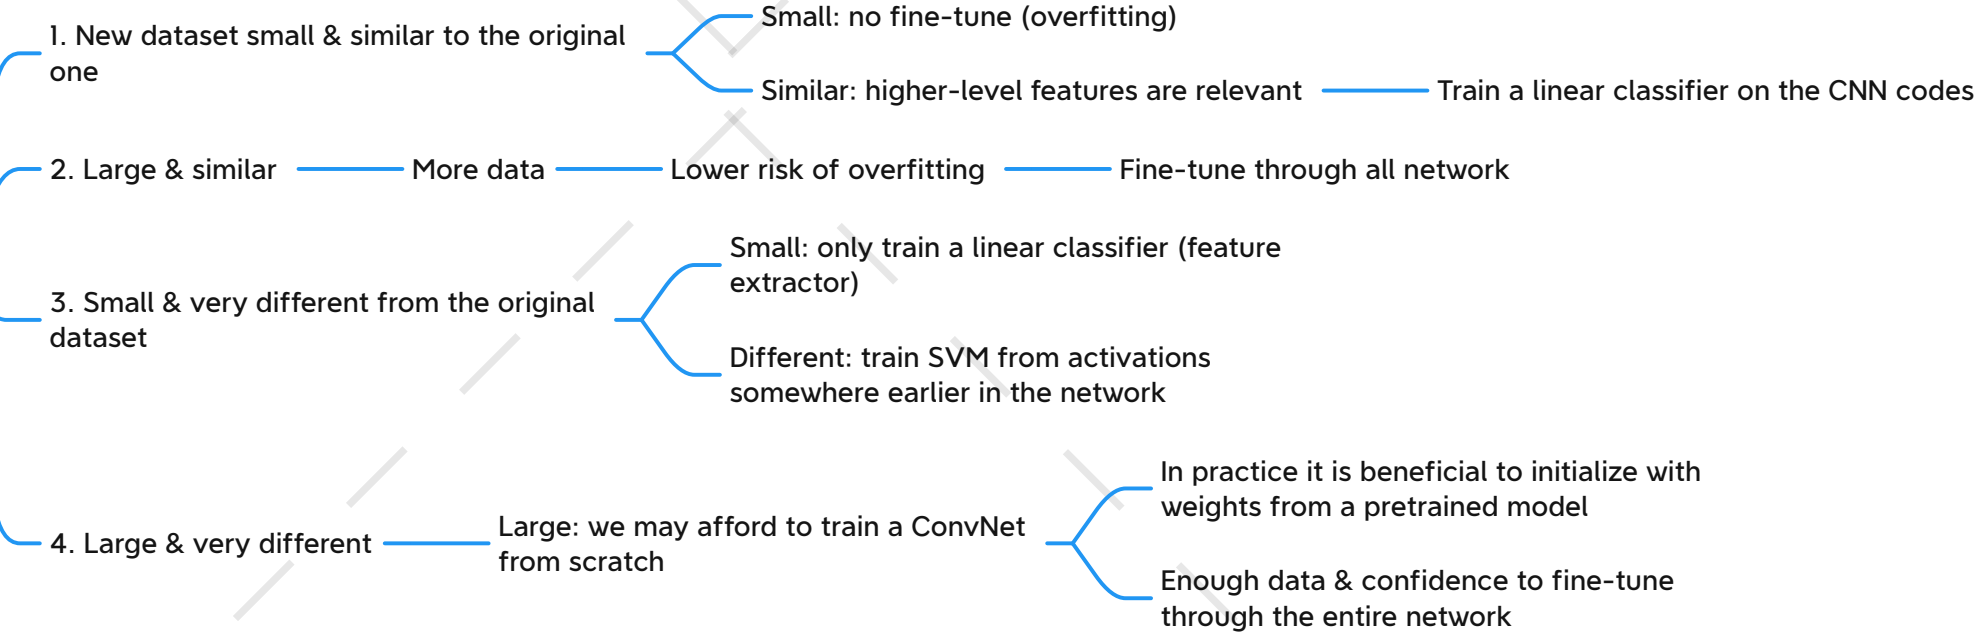 1. New dataset small & similar to the original
one
Small: no fine-tune (overfitting)
Similar: higher-level features are relevant
Train a linear classifier on the CNN codes
2. Large & similar
More data
Lower risk of overfitting
Fine-tune through all network
3. Small & very different from the original
dataset
Small: only train a linear classifier (feature
extractor)
Different: train SVM from activations
somewhere earlier in the network
4. Large & very different
Large: we may afford to train a ConvNet
from scratch
In practice it is beneficial to initialize with
weights from a pretrained model
Enough data & confidence to fine-tune
through the entire network